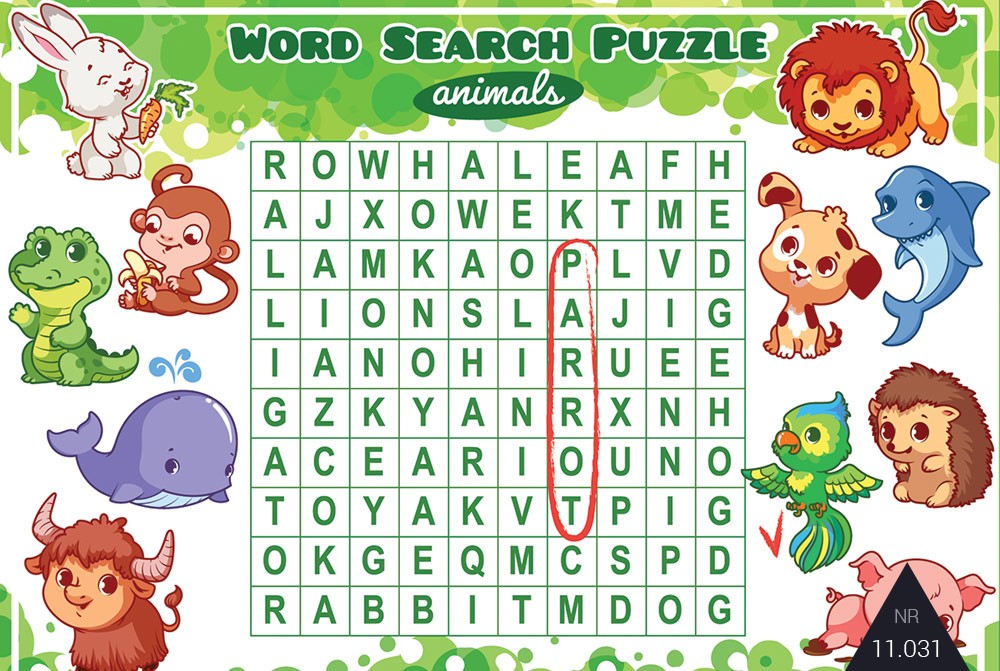 WORD SEARCH PUZZLE
animals
R O W H A L E A F H
A J X O W E K T M E
L A M K A O P L V D
L I O N S L A J I G
I A N O H I R U E E
G Z K Y A N R X N H
A C E A R I O U N O
T O Y A K V T P I G
O K G E Q M C S P D
R A B B I T M D O G
NR
11.031